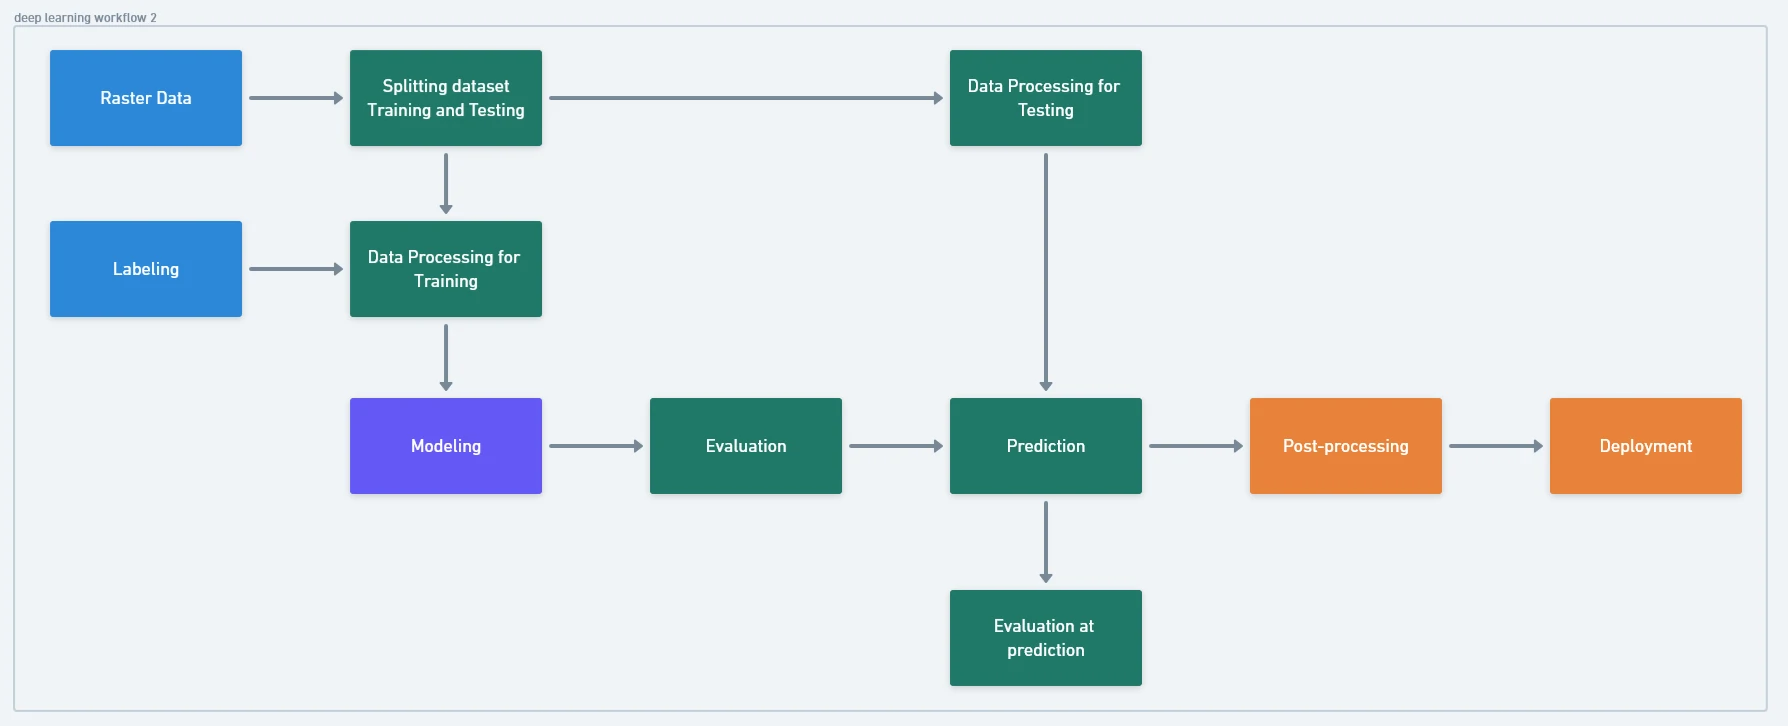 deep learning workflow 2
Raster Data
Splitting dataset
Training and Testing
Data Processing for
Testing
Labeling
Data Processing for
Training
Modeling
Evaluation
Prediction
Post-processing
Deployment
Evaluation at
prediction